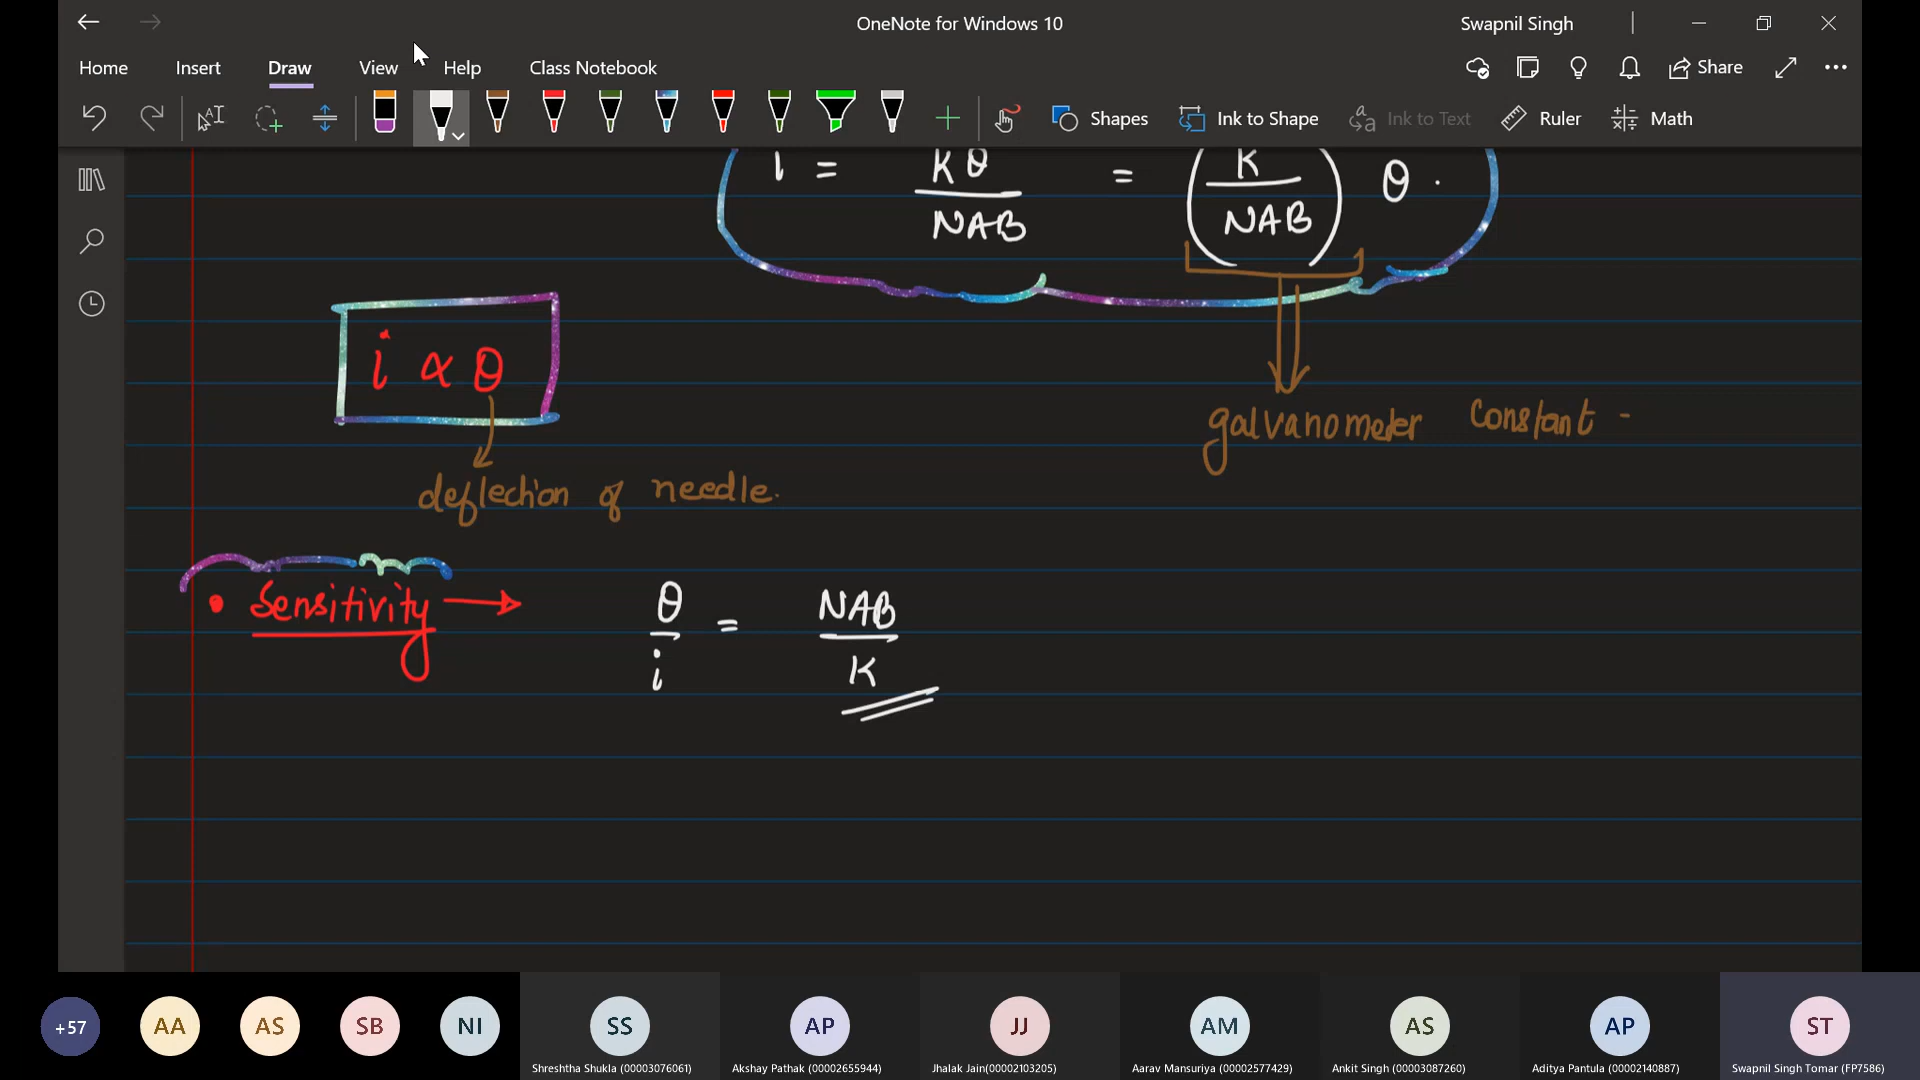 OneNote for Windows 10
Swapnil Singh
Home Insert Draw View Help Class Notebook
Share
Shapes Ink to Shape Ink to Text Ruler Math
i = Kθ / NAB = (K / NAB) θ .
i ∝ θ
galvanometer constant -
deflection of needle.
• Sensitivity → θ / i = NAB / K
+57 AA AS SB NI SS AP JJ AM AS AP ST
Shreshtha Shukla (00003076061) Akshay Pathak (00002655944) Jhalak Jain(00002103205) Aarav Mansuriya (00002577429) Ankit Singh (00003087260) Aditya Pantula (00002140887) Swapnil Singh Tomar (FP7586)